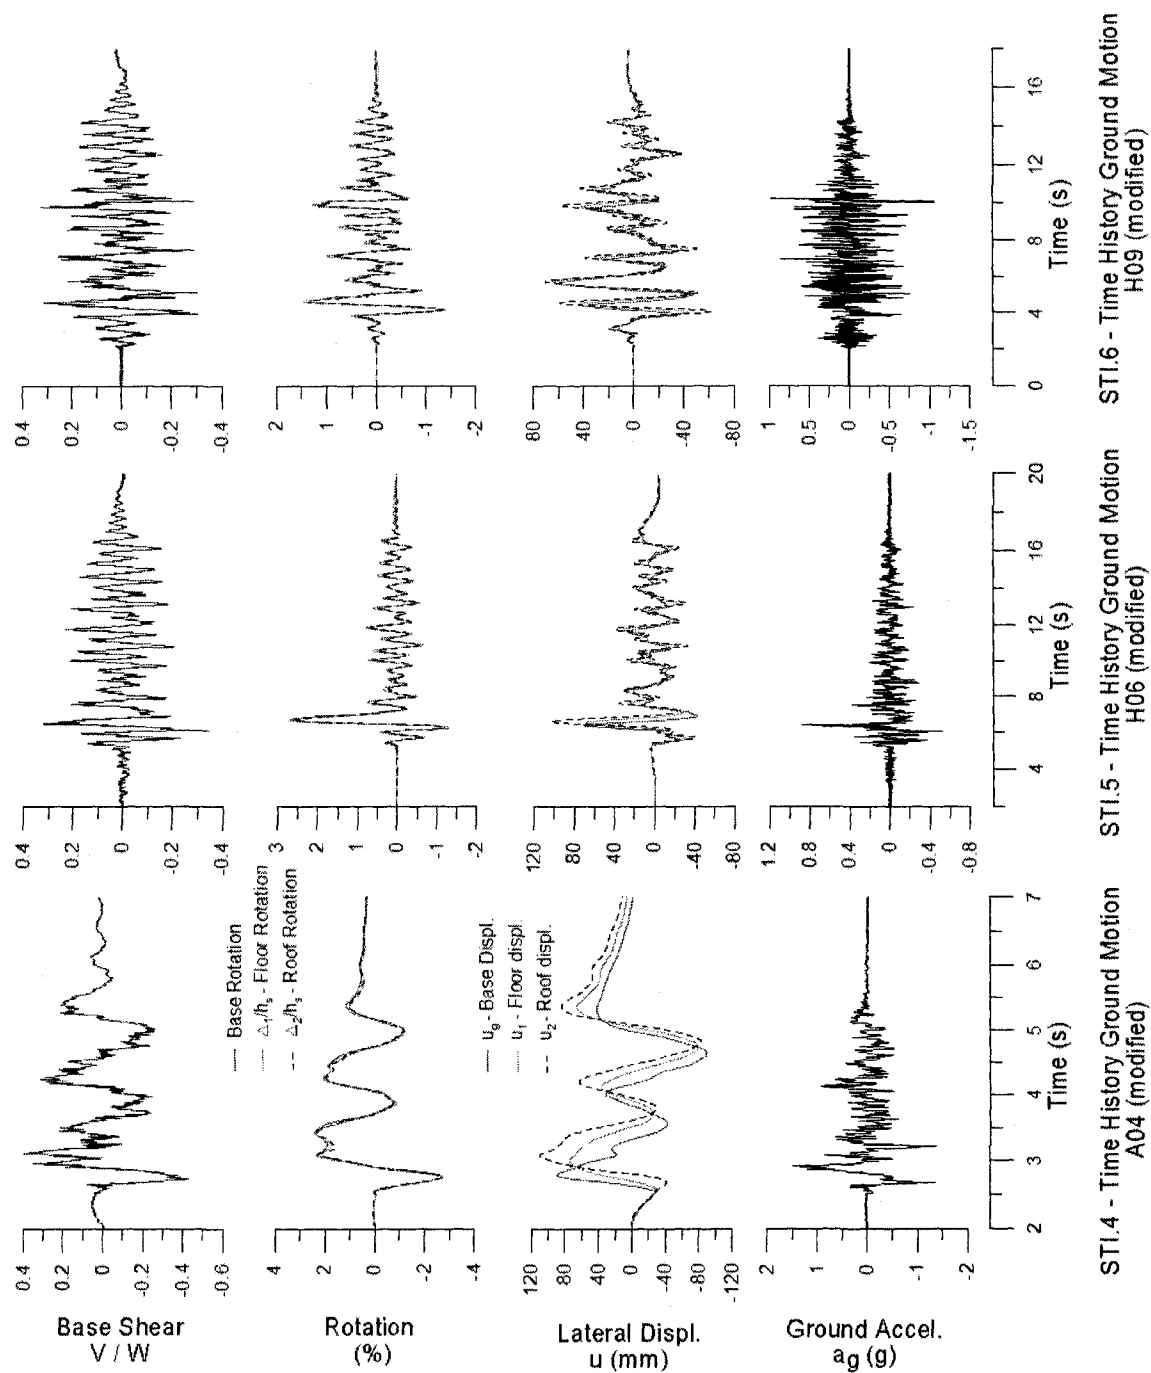 Base Shear
V / W
0.4
0.2
0
-0.2
-0.4
-0.6
0.4
0.2
0
-0.2
-0.4
0.4
0.2
0
-0.2
-0.4
Base Rotation
Δ₁/hₛ - Floor Rotation
Δ₂/hₛ - Roof Rotation
Rotation
(%)
4
2
0
-2
-4
3
2
1
0
-1
-2
2
1
0
-1
-2
u_g - Base Displ.
u₁ - Floor displ.
u₂ - Roof displ.
Lateral Displ.
u (mm)
120
80
40
0
-40
-80
-120
120
80
40
0
-40
-80
80
40
0
-40
-80
Ground Accel.
a_g (g)
2
1
0
-1
-2
1.2
0.8
0.4
0
-0.4
-0.8
1
0.5
0
-0.5
-1
-1.5
2 3 4 5 6 7
Time (s)
4 8 12 16 20
Time (s)
0 4 8 12 16
Time (s)
STI.4 - Time History Ground Motion
A04 (modified)
STI.5 - Time History Ground Motion
H06 (modified)
STI.6 - Time History Ground Motion
H09 (modified)